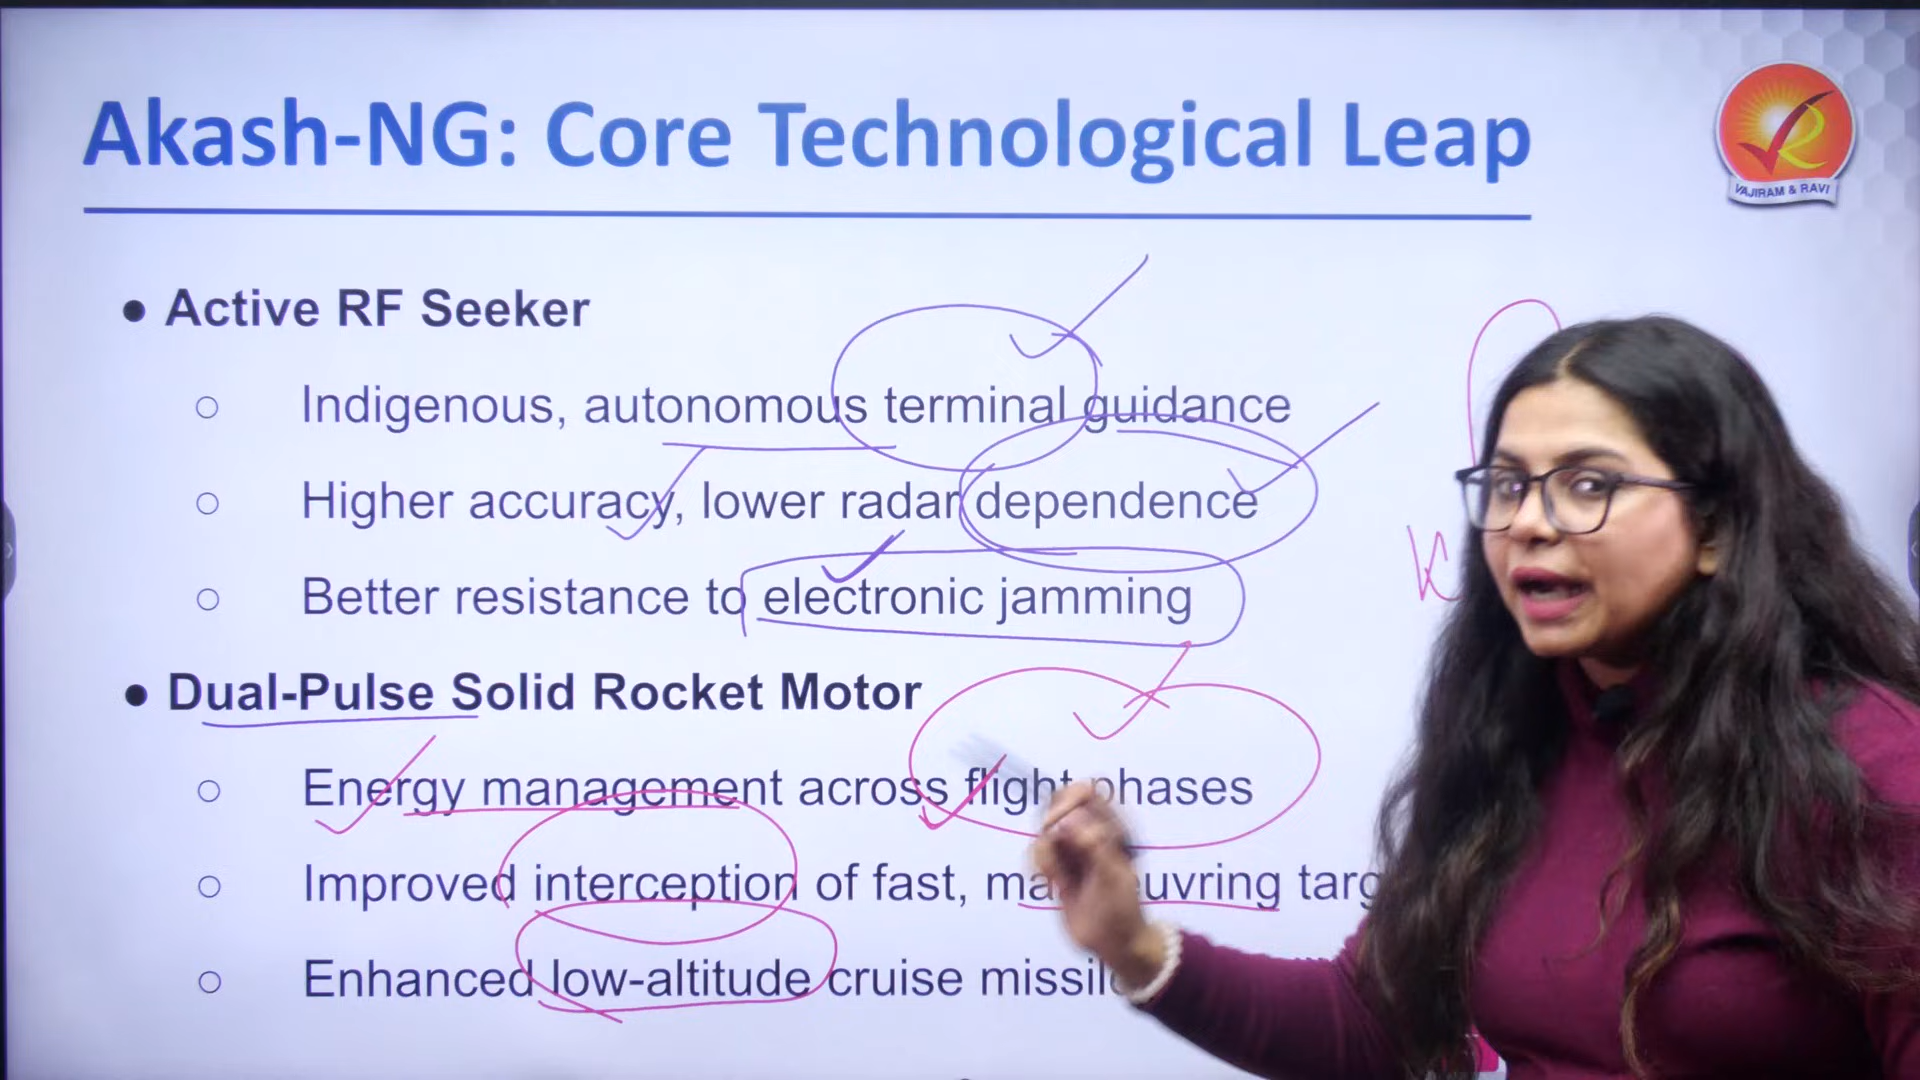 Akash-NG: Core Technological Leap
VAJIRAM & RAVI
● Active RF Seeker
○ Indigenous, autonomous terminal guidance
○ Higher accuracy, lower radar dependence
○ Better resistance to electronic jamming
● Dual-Pulse Solid Rocket Motor
○ Energy management across flight phases
○ Improved interception of fast,
○ Enhanced low-altitude cruise